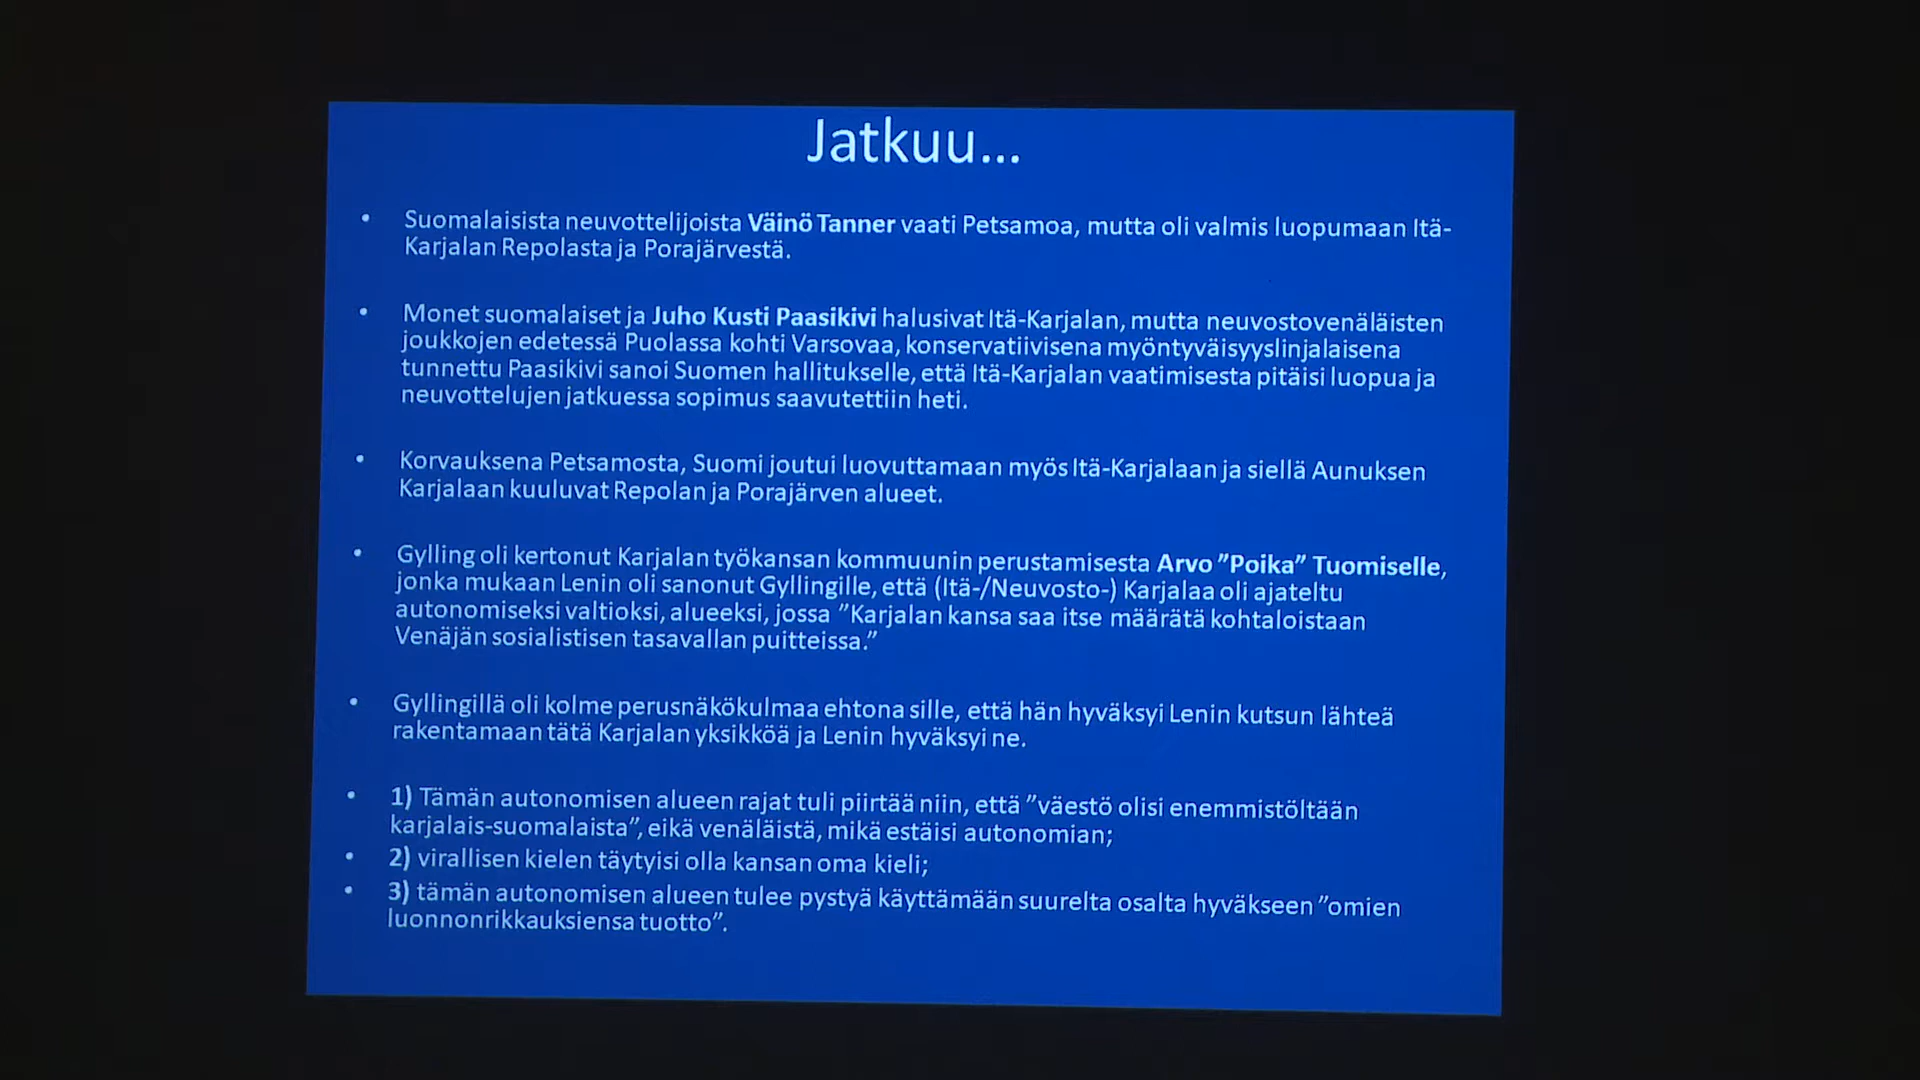 Jatkuu...
• Suomalaisista neuvottelijoista Väinö Tanner vaati Petsamoa, mutta oli valmis luopumaan Itä-
Karjalan Repolasta ja Porajärvestä.
• Monet suomalaiset ja Juho Kusti Paasikivi halusivat Itä-Karjalan, mutta neuvostovenäläisten
joukkojen edetessä Puolassa kohti Varsovaa, konservatiivisena myöntyväisyyslinjalaisena
tunnettu Paasikivi sanoi Suomen hallitukselle, että Itä-Karjalan vaatimisesta pitäisi luopua ja
neuvottelujen jatkuessa sopimus saavutettiin heti.
• Korvauksena Petsamosta, Suomi joutui luovuttamaan myös Itä-Karjalaan ja siellä Aunuksen
Karjalaan kuuluvat Repolan ja Porajärven alueet.
• Gylling oli kertonut Karjalan työkansan kommuunin perustamisesta Arvo ”Poika” Tuomiselle,
jonka mukaan Lenin oli sanonut Gyllingille, että (Itä-/Neuvosto-) Karjalaa oli ajateltu
autonomiseksi valtioksi, alueeksi, jossa ”Karjalan kansa saa itse määrätä kohtaloistaan
Venäjän sosialistisen tasavallan puitteissa.”
• Gyllingillä oli kolme perusnäkökulmaa ehtona sille, että hän hyväksyi Lenin kutsun lähteä
rakentamaan tätä Karjalan yksikköä ja Lenin hyväksyi ne.
• 1) Tämän autonomisen alueen rajat tuli piirtää niin, että ”väestö olisi enemmistöltään
karjalais-suomalaista”, eikä venäläistä, mikä estäisi autonomian;
• 2) virallisen kielen täytyisi olla kansan oma kieli;
• 3) tämän autonomisen alueen tulee pystyä käyttämään suurelta osalta hyväkseen ”omien
luonnonrikkauksiensa tuotto”.